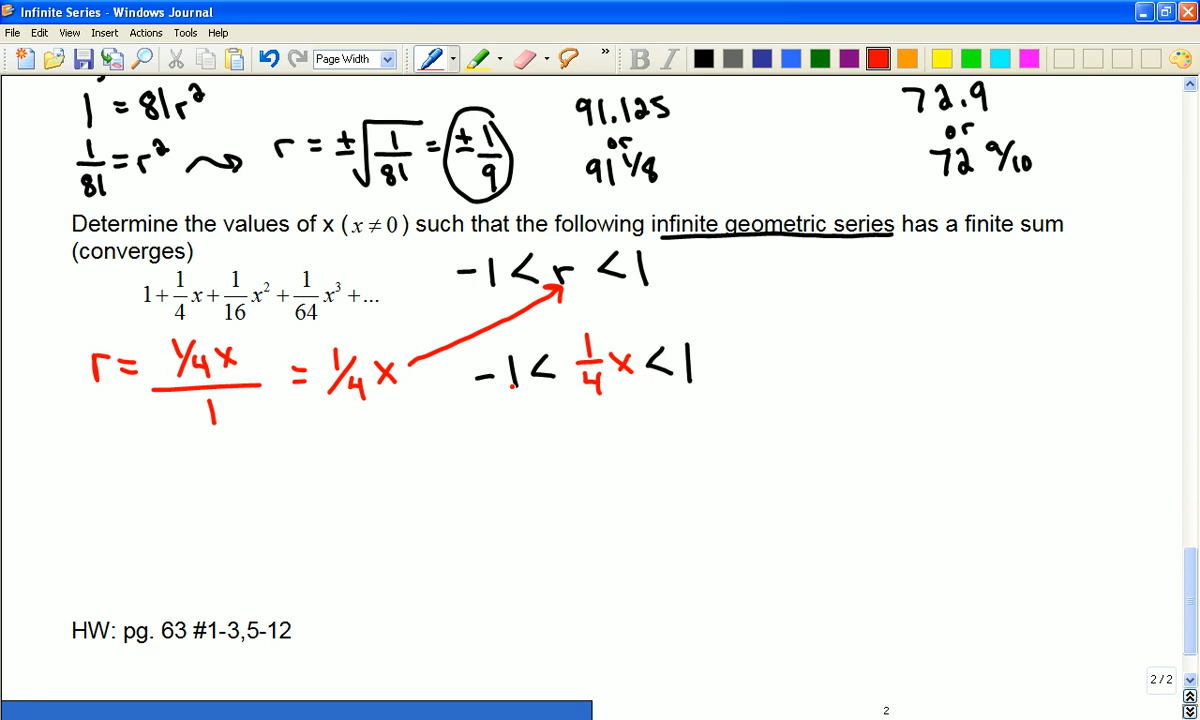 Infinite Series - Windows Journal
File Edit View Insert Actions Tools Help
Page Width » B I
1 = 81r²
1/81 = r²
r = ±√(1/81) = ±1/9
91.125
or
91 1/8
72.9
or
72 9/10
Determine the values of x (x ≠ 0) such that the following infinite geometric series has a finite sum
(converges)
-1 < r < 1
1 + 1/4 x + 1/16 x² + 1/64 x³ + ...
r = (1/4 x)/1 = 1/4 x
-1 < 1/4 x < 1
HW: pg. 63 #1-3,5-12
2 / 2
2